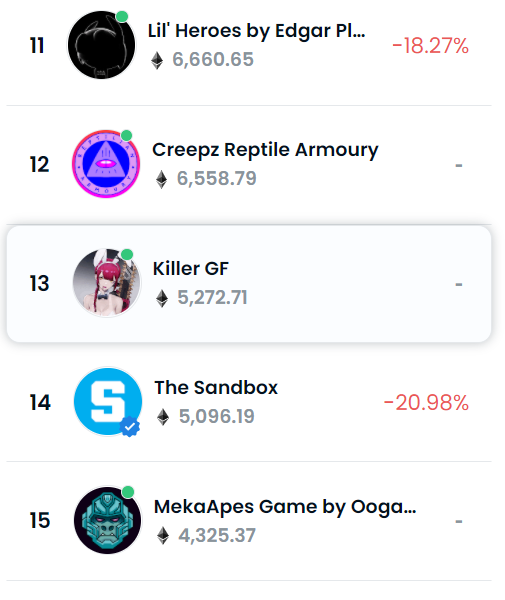 11
Lil' Heroes by Edgar Pl...
6,660.65
-18.27%
12
REPTILIAN
ARMOURY
Creepz Reptile Armoury
6,558.79
-
13
Killer GF
5,272.71
-
14
S
The Sandbox
5,096.19
-20.98%
15
MekaApes Game by Ooga...
4,325.37
-